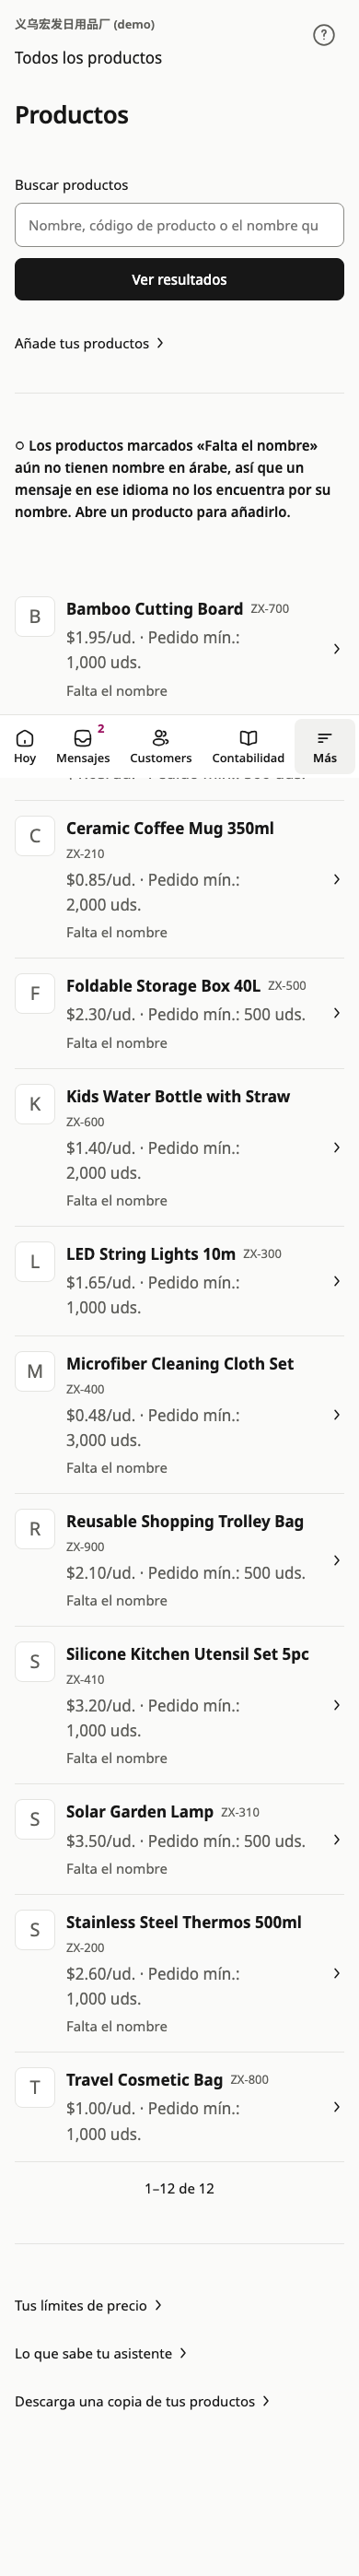 义乌宏发日用品厂 (demo)
Todos los productos
Productos
Buscar productos
Nombre, código de producto o el nombre qu
Ver resultados
Añade tus productos
Los productos marcados «Falta el nombre»
aún no tienen nombre en árabe, así que un
mensaje en ese idioma no los encuentra por su
nombre. Abre un producto para añadirlo.
B
Bamboo Cutting Board ZX-700
$1.95/ud. · Pedido mín.:
1,000 uds.
Falta el nombre
2
Hoy Mensajes Customers Contabilidad Más
C
Ceramic Coffee Mug 350ml
ZX-210
$0.85/ud. · Pedido mín.:
2,000 uds.
Falta el nombre
F
Foldable Storage Box 40L ZX-500
$2.30/ud. · Pedido mín.: 500 uds.
Falta el nombre
K
Kids Water Bottle with Straw
ZX-600
$1.40/ud. · Pedido mín.:
2,000 uds.
Falta el nombre
L
LED String Lights 10m ZX-300
$1.65/ud. · Pedido mín.:
1,000 uds.
M
Microfiber Cleaning Cloth Set
ZX-400
$0.48/ud. · Pedido mín.:
3,000 uds.
Falta el nombre
R
Reusable Shopping Trolley Bag
ZX-900
$2.10/ud. · Pedido mín.: 500 uds.
Falta el nombre
S
Silicone Kitchen Utensil Set 5pc
ZX-410
$3.20/ud. · Pedido mín.:
1,000 uds.
Falta el nombre
S
Solar Garden Lamp ZX-310
$3.50/ud. · Pedido mín.: 500 uds.
Falta el nombre
S
Stainless Steel Thermos 500ml
ZX-200
$2.60/ud. · Pedido mín.:
1,000 uds.
Falta el nombre
T
Travel Cosmetic Bag ZX-800
$1.00/ud. · Pedido mín.:
1,000 uds.
1–12 de 12
Tus límites de precio
Lo que sabe tu asistente
Descarga una copia de tus productos